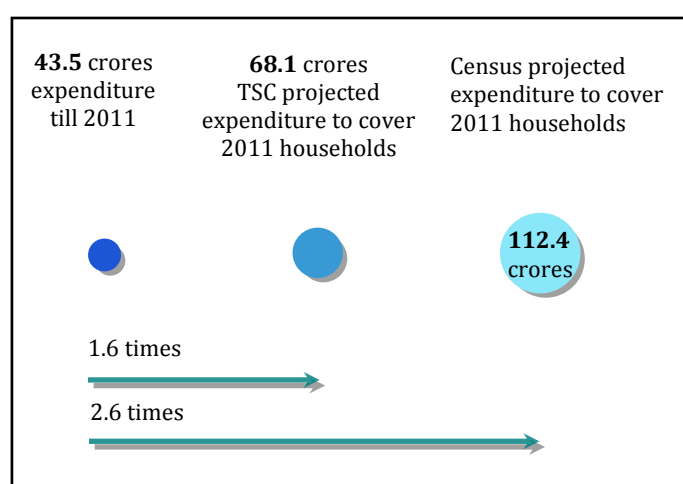 43.5 crores
expenditure
till 2011
68.1 crores
TSC projected
expenditure to cover
2011 households
Census projected
expenditure to cover
2011 households
112.4
crores
1.6 times
2.6 times